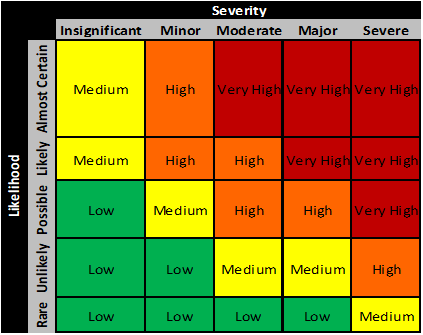 Severity
Insignificant Minor Moderate Major Severe
Likelihood
Almost Certain Medium High Very High Very High Very High
Likely Medium High High Very High Very High
Possible Low Medium High High Very High
Unlikely Low Low Medium Medium High
Rare Low Low Low Low Medium